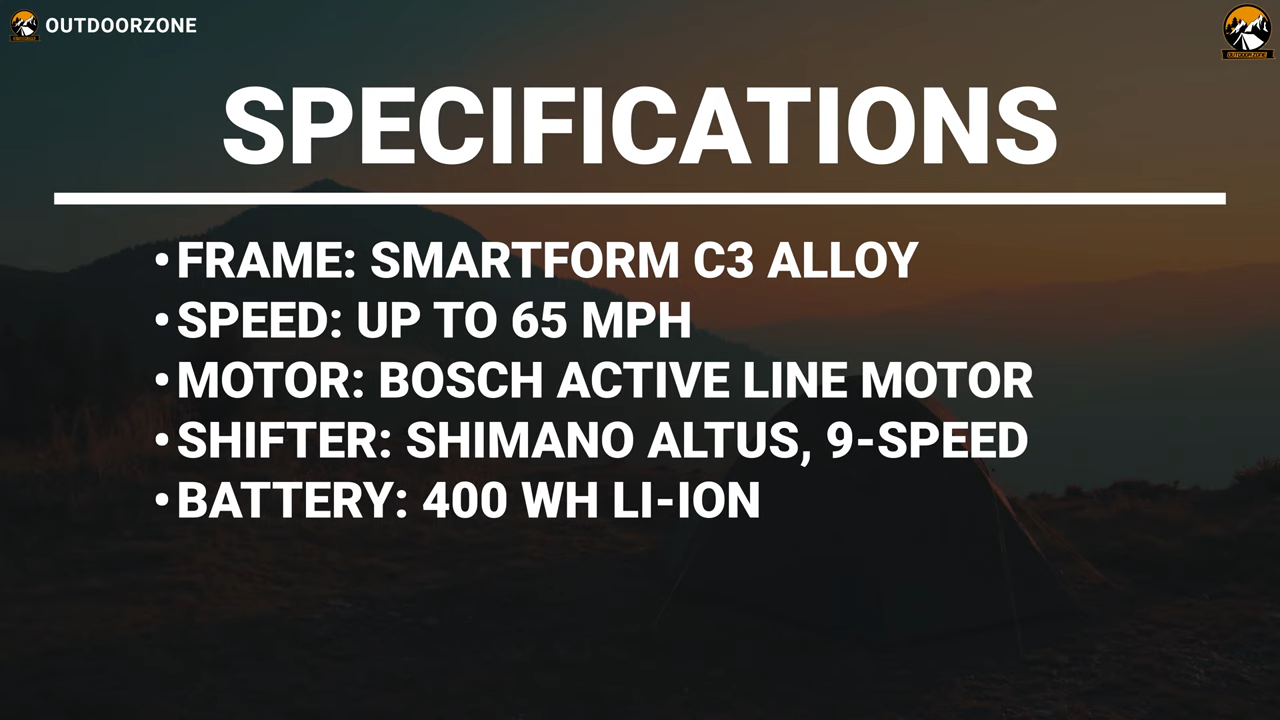 OUTDOORZONE
OUTDOORZONE
SPECIFICATIONS
•FRAME: SMARTFORM C3 ALLOY
•SPEED: UP TO 65 MPH
•MOTOR: BOSCH ACTIVE LINE MOTOR
•SHIFTER: SHIMANO ALTUS, 9-SPEED
•BATTERY: 400 WH LI-ION